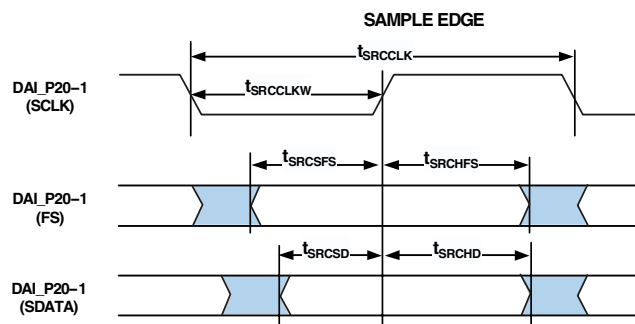 SAMPLE EDGE
tSRCCLK
DAI_P20–1
(SCLK)
tSRCCLKW
tSRCSFS
tSRCHFS
DAI_P20–1
(FS)
tSRCSD
tSRCHD
DAI_P20–1
(SDATA)